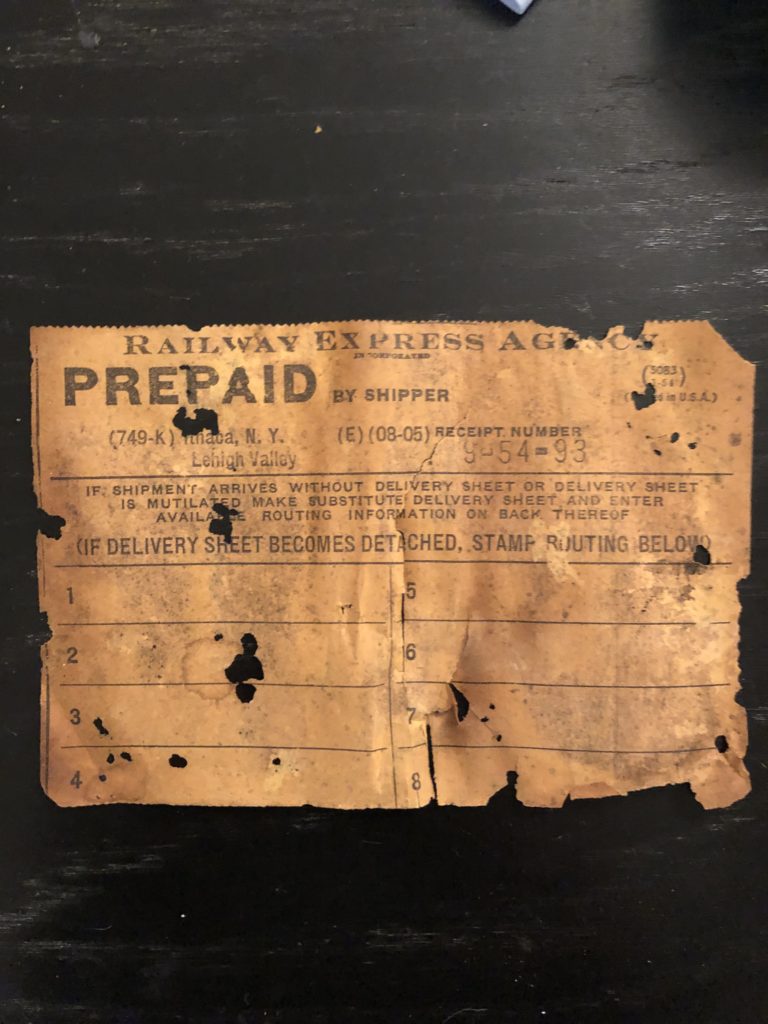 RAILWAY EXPRESS AGENCY
INCORPORATED
PREPAID BY SHIPPER
(5083)
(749-K) Ithaca, N. Y. (E) (08-05) RECEIPT NUMBER
in U.S.A.)
Lehigh Valley 9-54-93
IF SHIPMENT ARRIVES WITHOUT DELIVERY SHEET OR DELIVERY SHEET
IS MUTILATED MAKE SUBSTITUTE DELIVERY SHEET AND ENTER
AVAILABLE ROUTING INFORMATION ON BACK THEREOF
(IF DELIVERY SHEET BECOMES DETACHED, STAMP ROUTING BELOW)
1 5
2 6
3 7
4 8